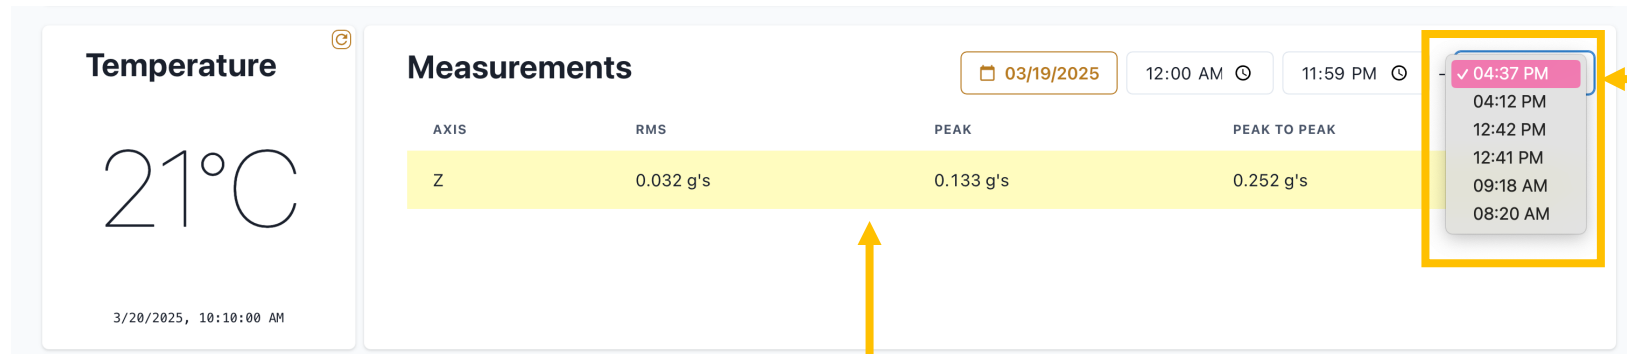 Temperature
21°C
3/20/2025, 10:10:00 AM
Measurements
03/19/2025
12:00 AM
11:59 PM
-
✓ 04:37 PM
04:12 PM
12:42 PM
12:41 PM
09:18 AM
08:20 AM
AXIS RMS PEAK PEAK TO PEAK
Z 0.032 g's 0.133 g's 0.252 g's